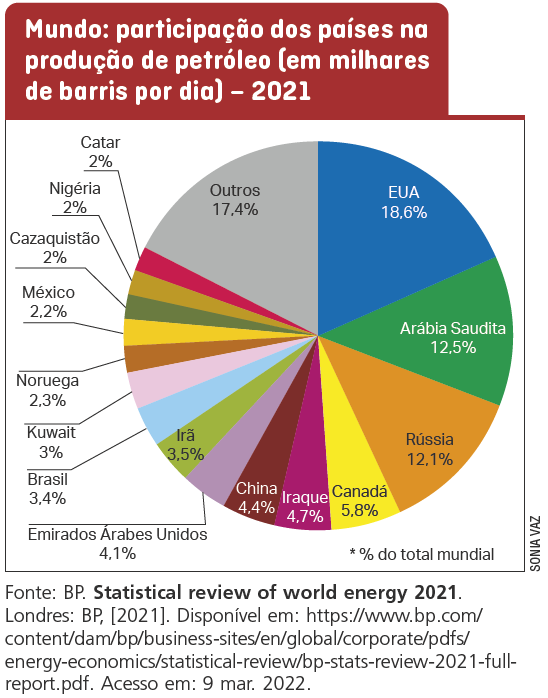 Mundo: participação dos países na
produção de petróleo (em milhares
de barris por dia) – 2021
EUA
18,6%
Arábia Saudita
12,5%
Rússia
12,1%
Canadá
5,8%
Iraque
4,7%
China
4,4%
Emirados Árabes Unidos
4,1%
Irã
3,5%
Brasil
3,4%
Kuwait
3%
Noruega
2,3%
México
2,2%
Cazaquistão
2%
Nigéria
2%
Catar
2%
Outros
17,4%
* % do total mundial
SONIA VAZ
Fonte: BP. Statistical review of world energy 2021.
Londres: BP, [2021]. Disponível em: https://www.bp.com/
content/dam/bp/business-sites/en/global/corporate/pdfs/
energy-economics/statistical-review/bp-stats-review-2021-full-
report.pdf. Acesso em: 9 mar. 2022.